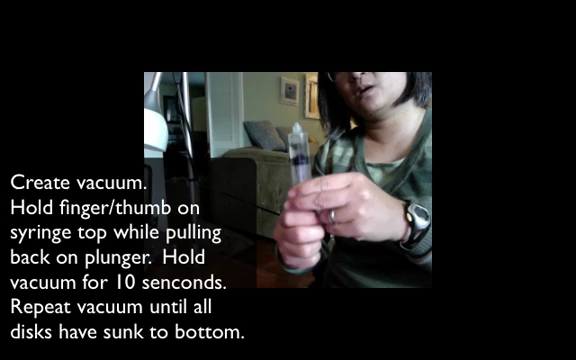 Create vacuum.
Hold finger/thumb on
syringe top while pulling
back on plunger.  Hold
vacuum for 10 senconds.
Repeat vacuum until all
disks have sunk to bottom.